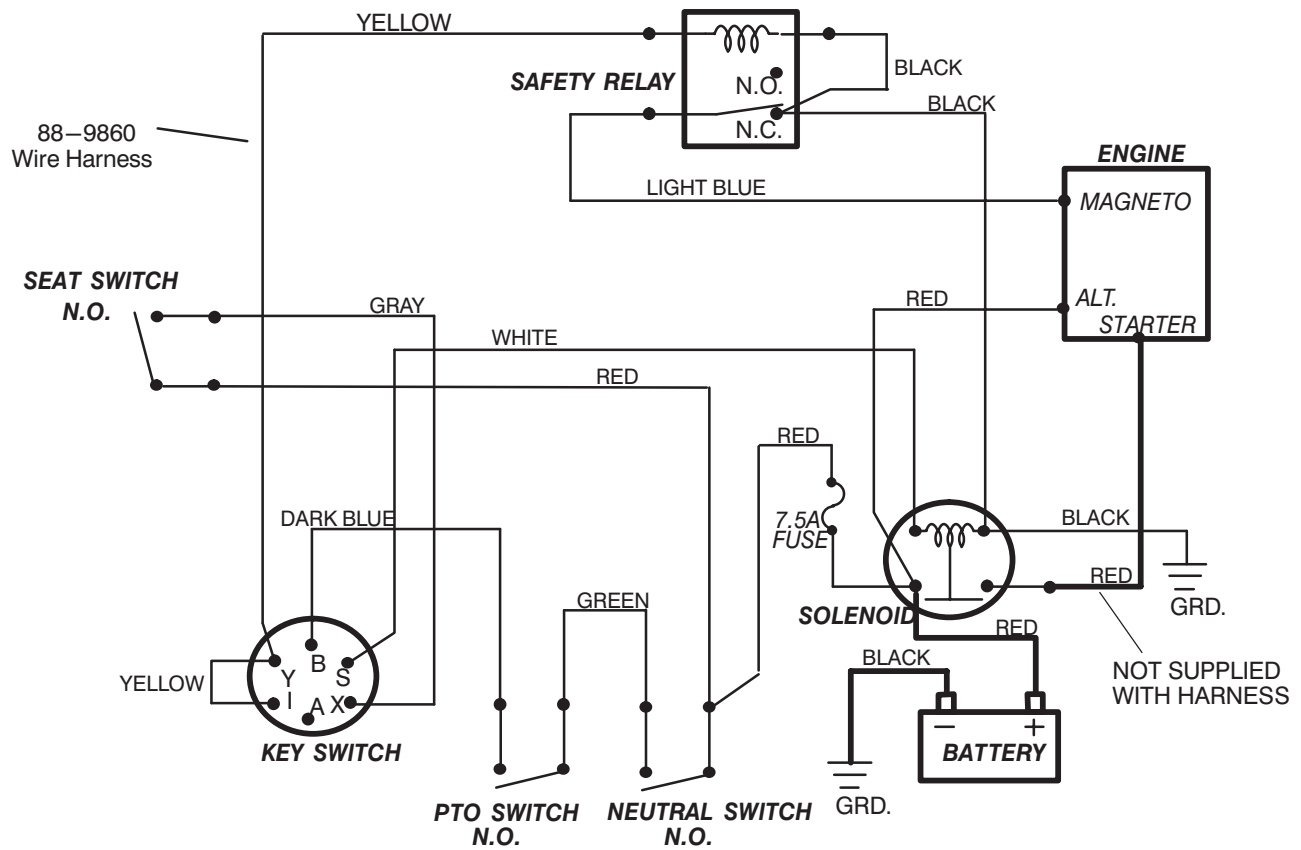 YELLOW
SAFETY RELAY
N.O.
N.C.
BLACK
BLACK
88–9860
Wire Harness
ENGINE
MAGNETO
LIGHT BLUE
SEAT SWITCH
N.O.
GRAY
RED
ALT.
STARTER
WHITE
RED
RED
7.5A
FUSE
DARK BLUE
BLACK
GREEN
RED
GRD.
SOLENOID
RED
BLACK
NOT SUPPLIED
WITH HARNESS
YELLOW
Y
B
S
I
A
X
KEY SWITCH
–
+
BATTERY
GRD.
PTO SWITCH
N.O.
NEUTRAL SWITCH
N.O.